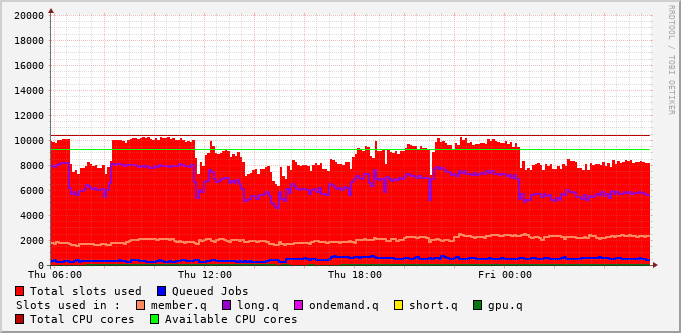 20000
18000
16000
14000
12000
10000
8000
6000
4000
2000
0
Thu 06:00 Thu 12:00 Thu 18:00 Fri 00:00
Total slots used Queued Jobs
Slots used in : member.q long.q ondemand.q short.q gpu.q
Total CPU cores Available CPU cores
RRDTOOL / TOBI OETIKER